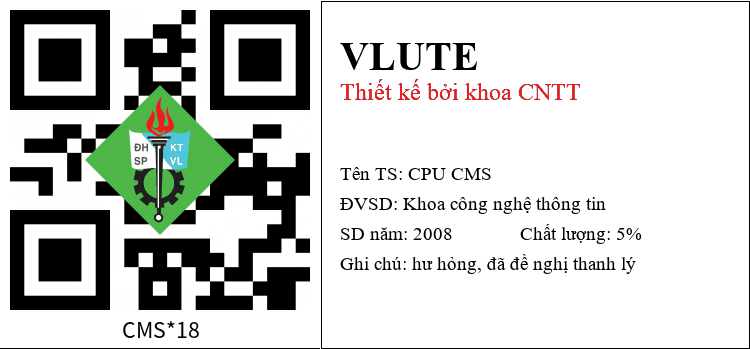 ĐH KT
SP VL
CMS*18
VLUTE
Thiết kế bởi khoa CNTT
Tên TS: CPU CMS
ĐVSD: Khoa công nghệ thông tin
SD năm: 2008 Chất lượng: 5%
Ghi chú: hư hỏng, đã đề nghị thanh lý